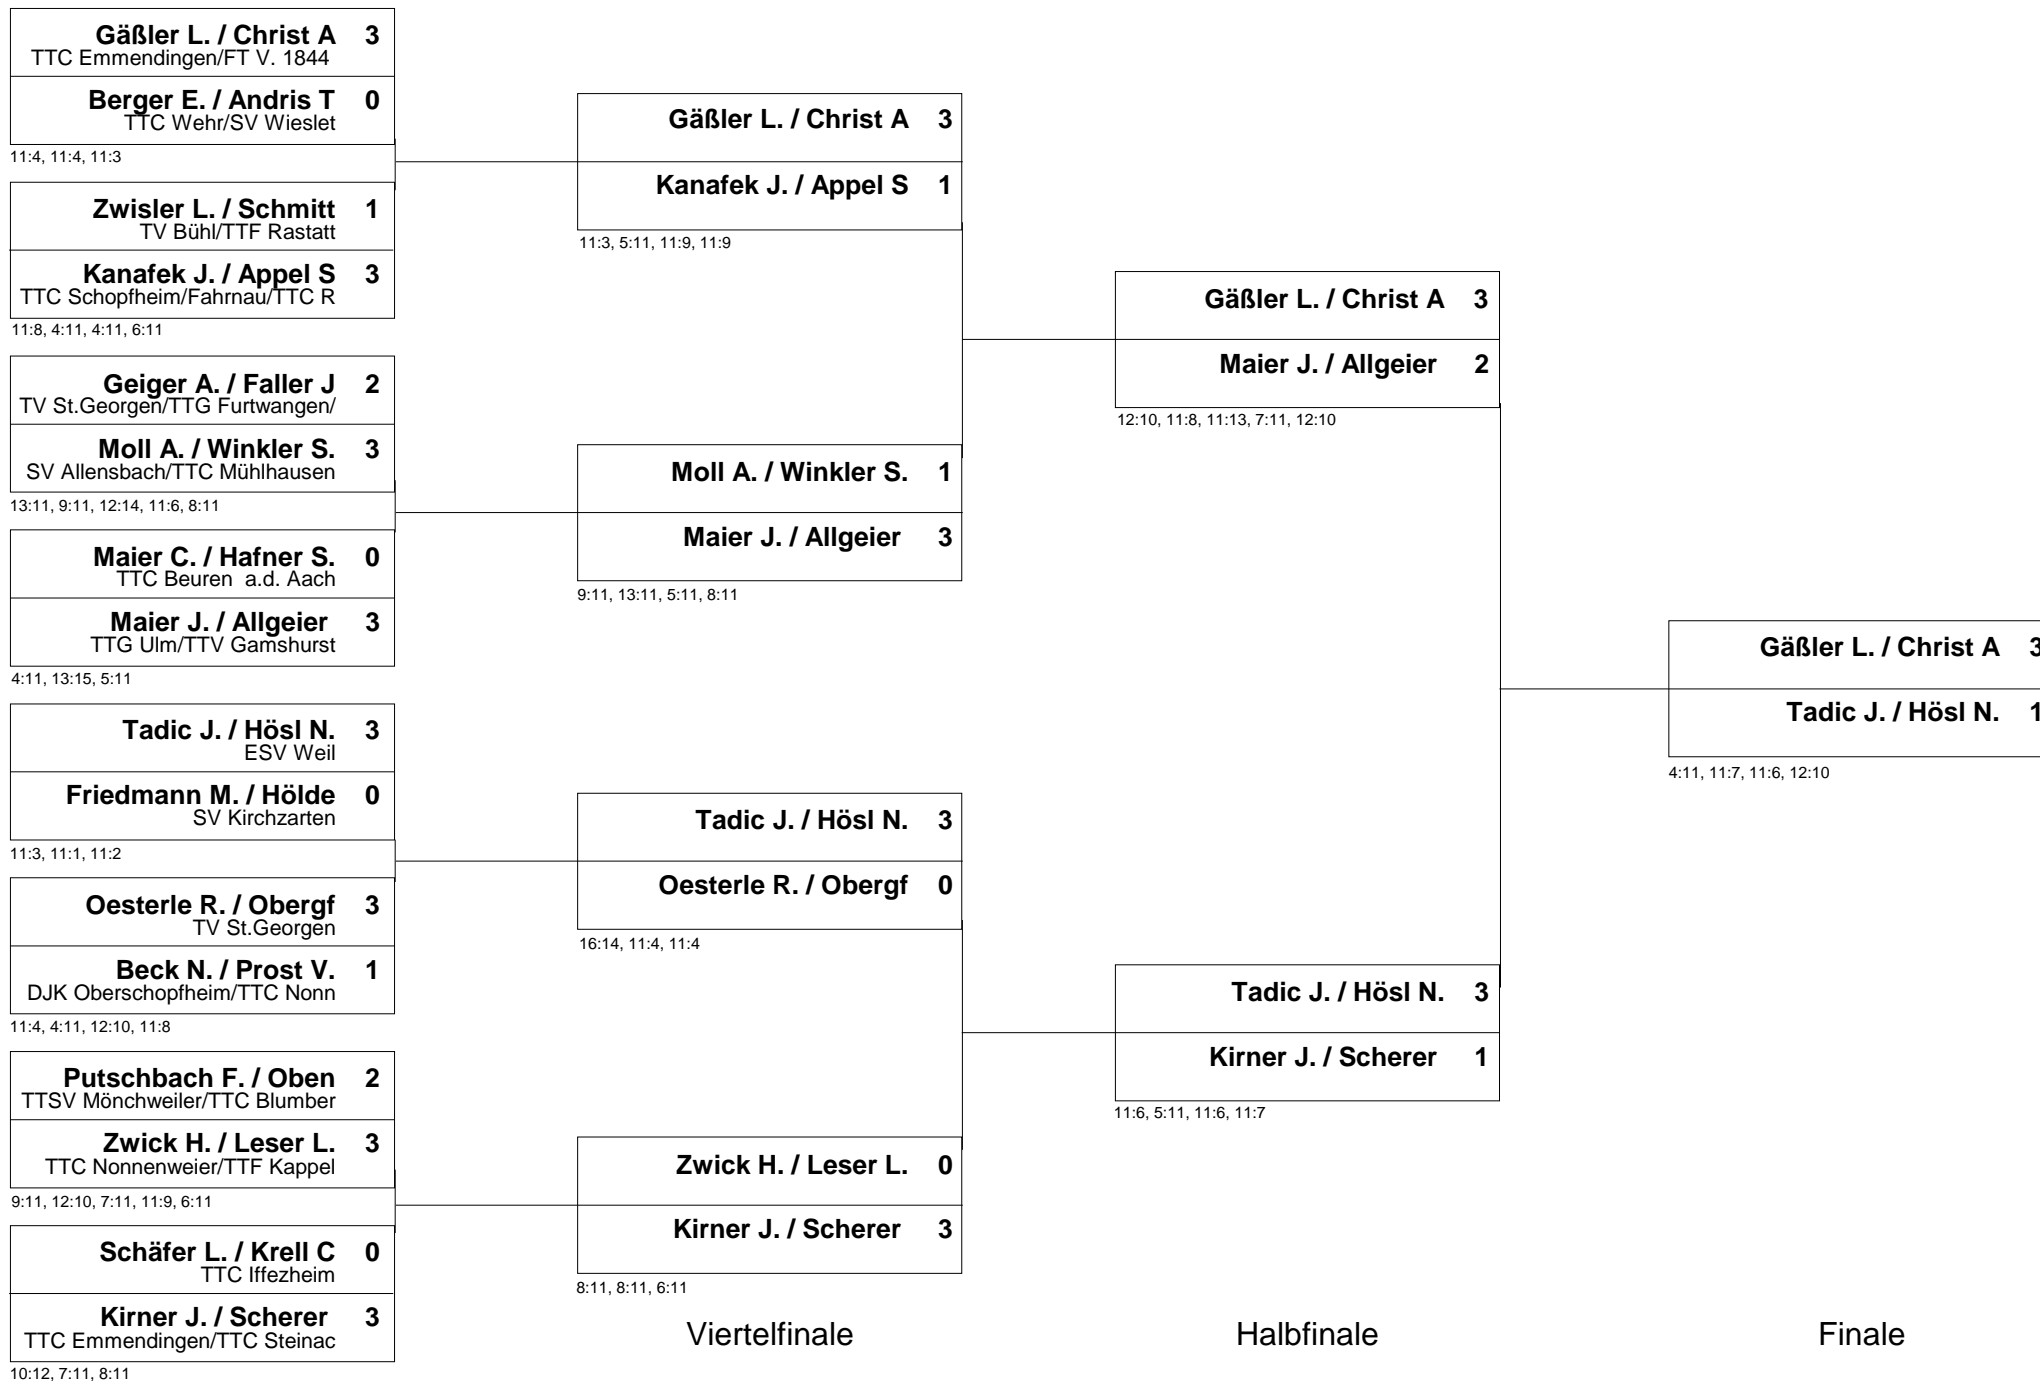 Gäßler L. / Christ A 3
TTC Emmendingen/FT V. 1844
Berger E. / Andris T 0
TTC Wehr/SV Wieslet
11:4, 11:4, 11:3
Zwisler L. / Schmitt 1
TV Bühl/TTF Rastatt
Kanafek J. / Appel S 3
TTC Schopfheim/Fahrnau/TTC R
11:8, 4:11, 4:11, 6:11
Geiger A. / Faller J 2
TV St.Georgen/TTG Furtwangen/
Moll A. / Winkler S. 3
SV Allensbach/TTC Mühlhausen
13:11, 9:11, 12:14, 11:6, 8:11
Maier C. / Hafner S. 0
TTC Beuren a.d. Aach
Maier J. / Allgeier 3
TTG Ulm/TTV Gamshurst
4:11, 13:15, 5:11
Tadic J. / Hösl N. 3
ESV Weil
Friedmann M. / Hölde 0
SV Kirchzarten
11:3, 11:1, 11:2
Oesterle R. / Obergf 3
TV St.Georgen
Beck N. / Prost V. 1
DJK Oberschopfheim/TTC Nonn
11:4, 4:11, 12:10, 11:8
Putschbach F. / Oben 2
TTSV Mönchweiler/TTC Blumber
Zwick H. / Leser L. 3
TTC Nonnenweier/TTF Kappel
9:11, 12:10, 7:11, 11:9, 6:11
Schäfer L. / Krell C 0
TTC Iffezheim
Kirner J. / Scherer 3
TTC Emmendingen/TTC Steinac
10:12, 7:11, 8:11
Gäßler L. / Christ A 3
Kanafek J. / Appel S 1
11:3, 5:11, 11:9, 11:9
Moll A. / Winkler S. 1
Maier J. / Allgeier 3
9:11, 13:11, 5:11, 8:11
Tadic J. / Hösl N. 3
Oesterle R. / Obergf 0
16:14, 11:4, 11:4
Zwick H. / Leser L. 0
Kirner J. / Scherer 3
8:11, 8:11, 6:11
Viertelfinale
Gäßler L. / Christ A 3
Maier J. / Allgeier 2
12:10, 11:8, 11:13, 7:11, 12:10
Tadic J. / Hösl N. 3
Kirner J. / Scherer 1
11:6, 5:11, 11:6, 11:7
Halbfinale
Gäßler L. / Christ A 3
Tadic J. / Hösl N. 1
4:11, 11:7, 11:6, 12:10
Finale